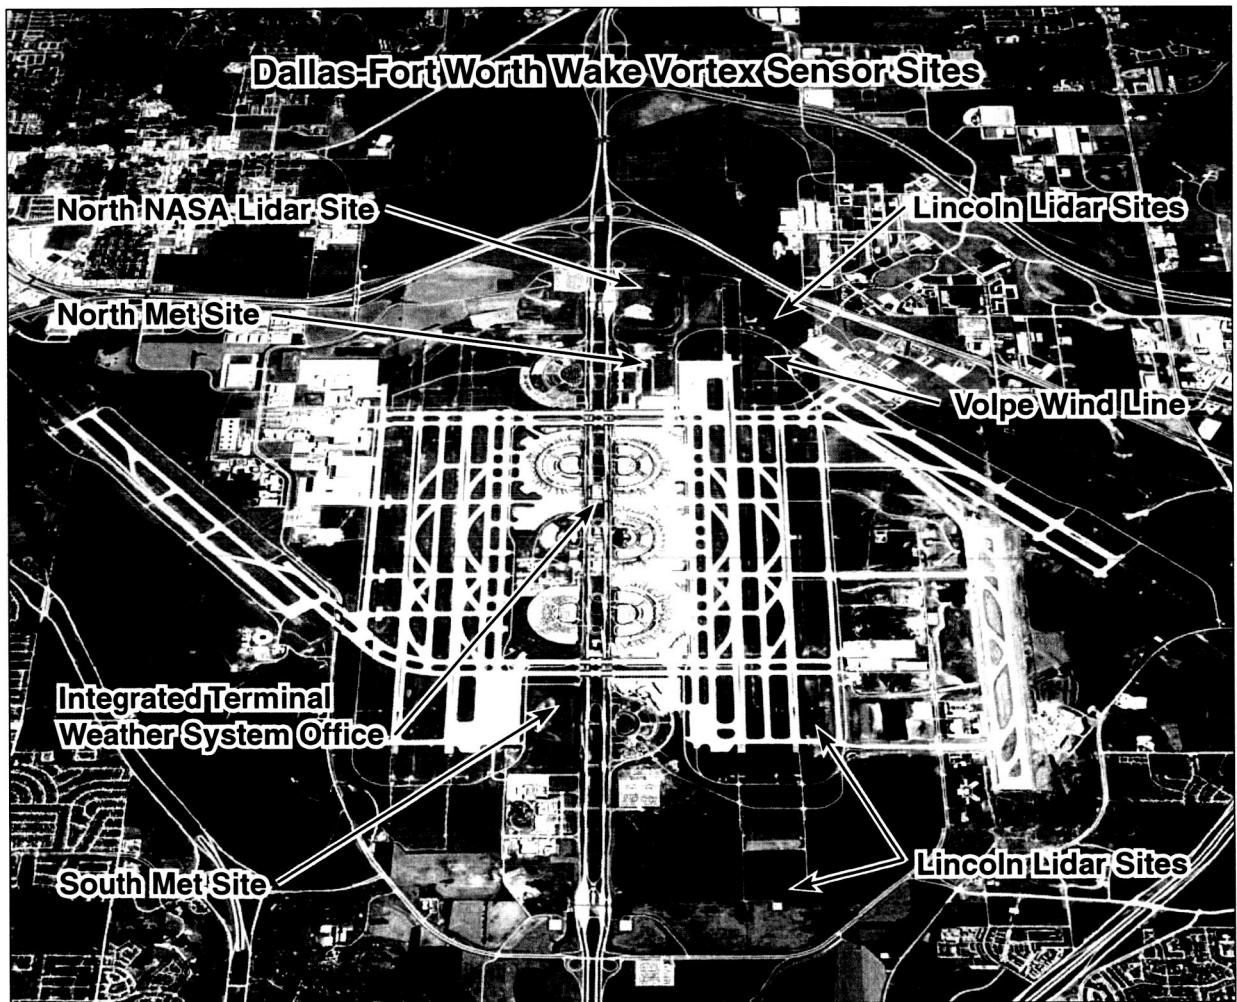 Dallas-Fort Worth Wake Vortex Sensor Sites
North NASA Lidar Site
Lincoln Lidar Sites
North Met Site
Volpe Wind Line
Integrated Terminal
Weather System Office
South Met Site
Lincoln Lidar Sites